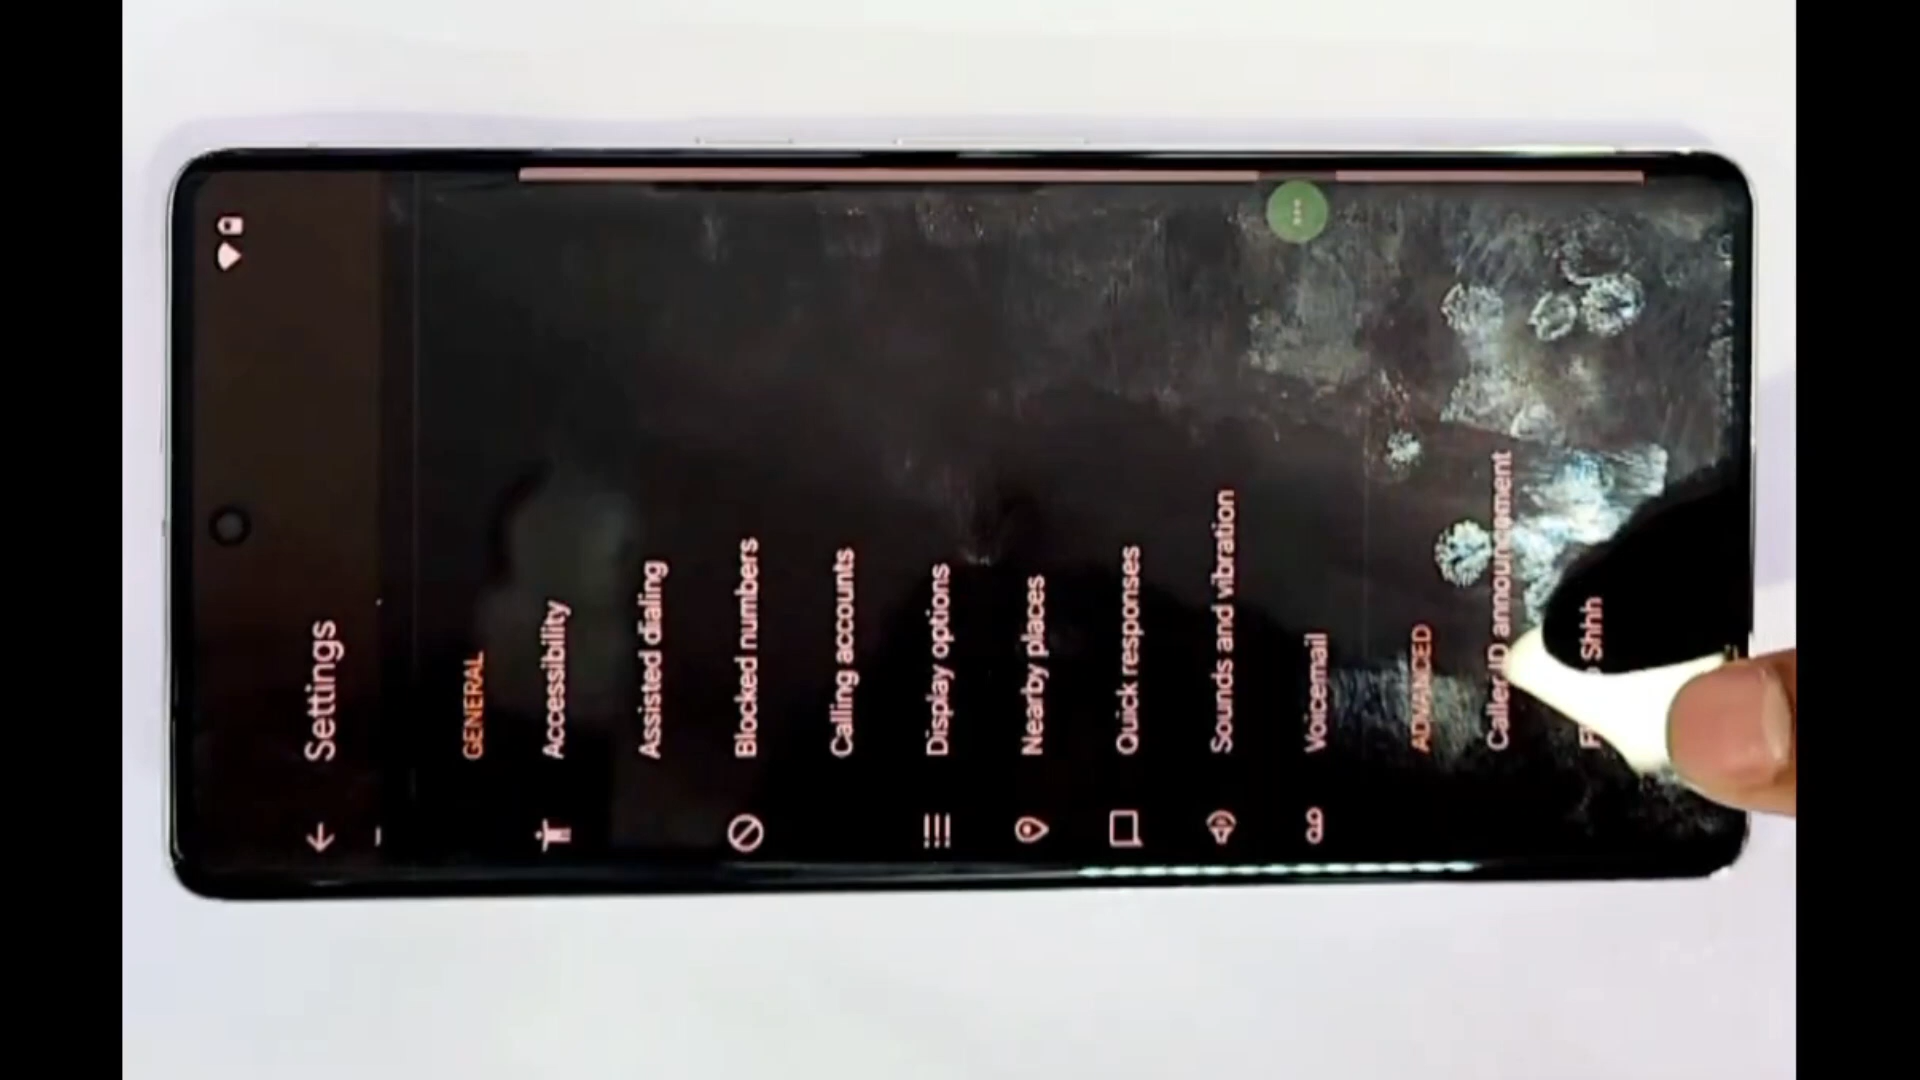 Settings
GENERAL
Accessibility
Assisted dialing
Blocked numbers
Calling accounts
Display options
Nearby places
Quick responses
Sounds and vibration
Voicemail
ADVANCED
Caller ID announcement
Shhh